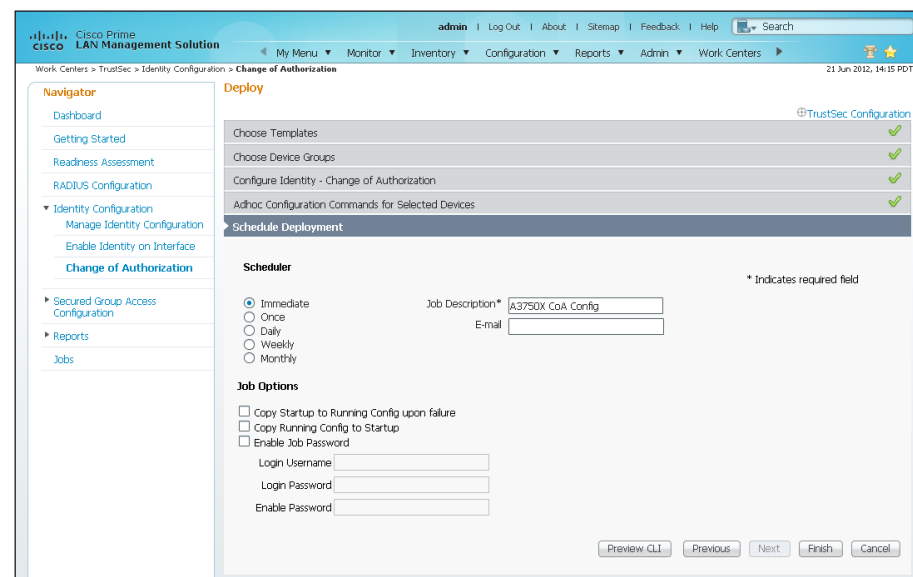 cisco
Cisco Prime
LAN Management Solution
admin | Log Out | About | Sitemap | Feedback | Help
Search
My Menu Monitor Inventory Configuration Reports Admin Work Centers
Work Centers > TrustSec > Identity Configuration > Change of Authorization
21 Jun 2012, 14:15 PDT
Navigator
Dashboard
Getting Started
Readiness Assessment
RADIUS Configuration
Identity Configuration
Manage Identity Configuration
Enable Identity on Interface
Change of Authorization
Secured Group Access
Configuration
Reports
Jobs
Deploy
TrustSec Configuration
Choose Templates
Choose Device Groups
Configure Identity - Change of Authorization
Adhoc Configuration Commands for Selected Devices
Schedule Deployment
Scheduler
* Indicates required field
Immediate
Once
Daily
Weekly
Monthly
Job Description* A3750X CoA Config
E-mail
Job Options
Copy Startup to Running Config upon failure
Copy Running Config to Startup
Enable Job Password
Login Username
Login Password
Enable Password
Preview CLI Previous Next Finish Cancel